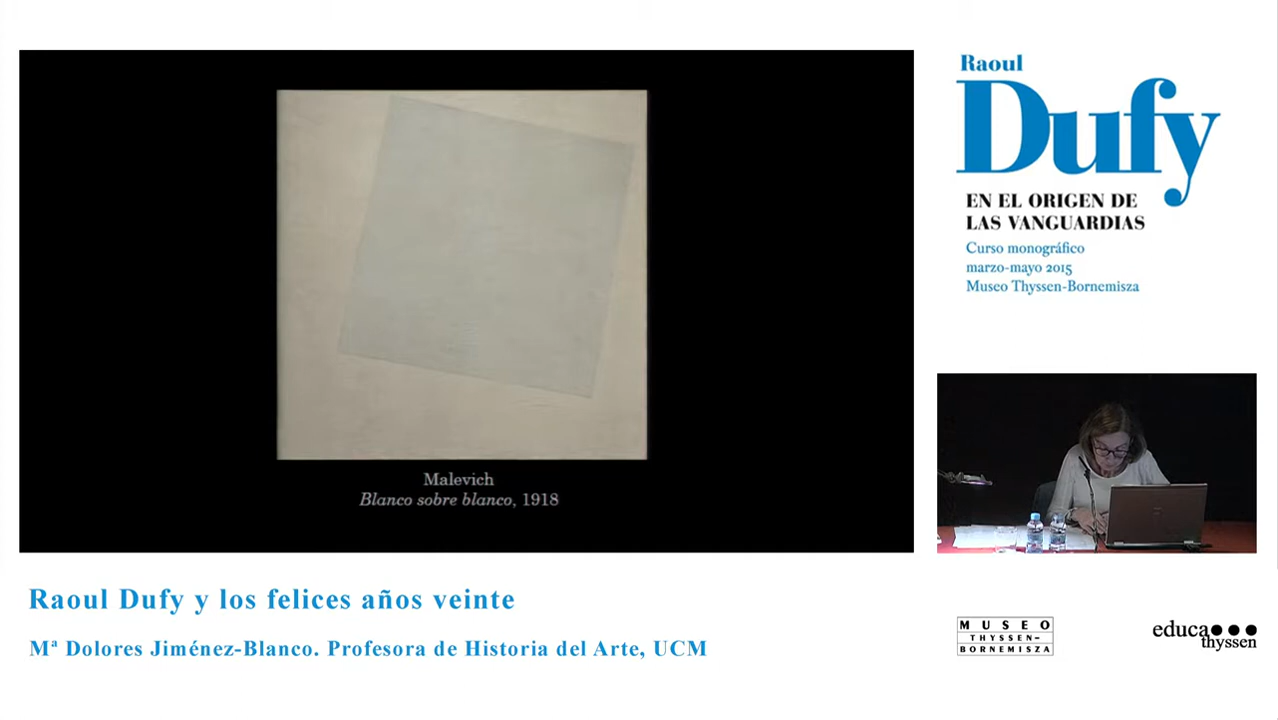 Malevich
Blanco sobre blanco, 1918
Raoul
Dufy
EN EL ORIGEN DE
LAS VANGUARDIAS
Curso monográfico
marzo-mayo 2015
Museo Thyssen-Bornemisza
Raoul Dufy y los felices años veinte
Mª Dolores Jiménez-Blanco. Profesora de Historia del Arte, UCM
MUSEO
THYSSEN-
BORNEMISZA
educa
thyssen